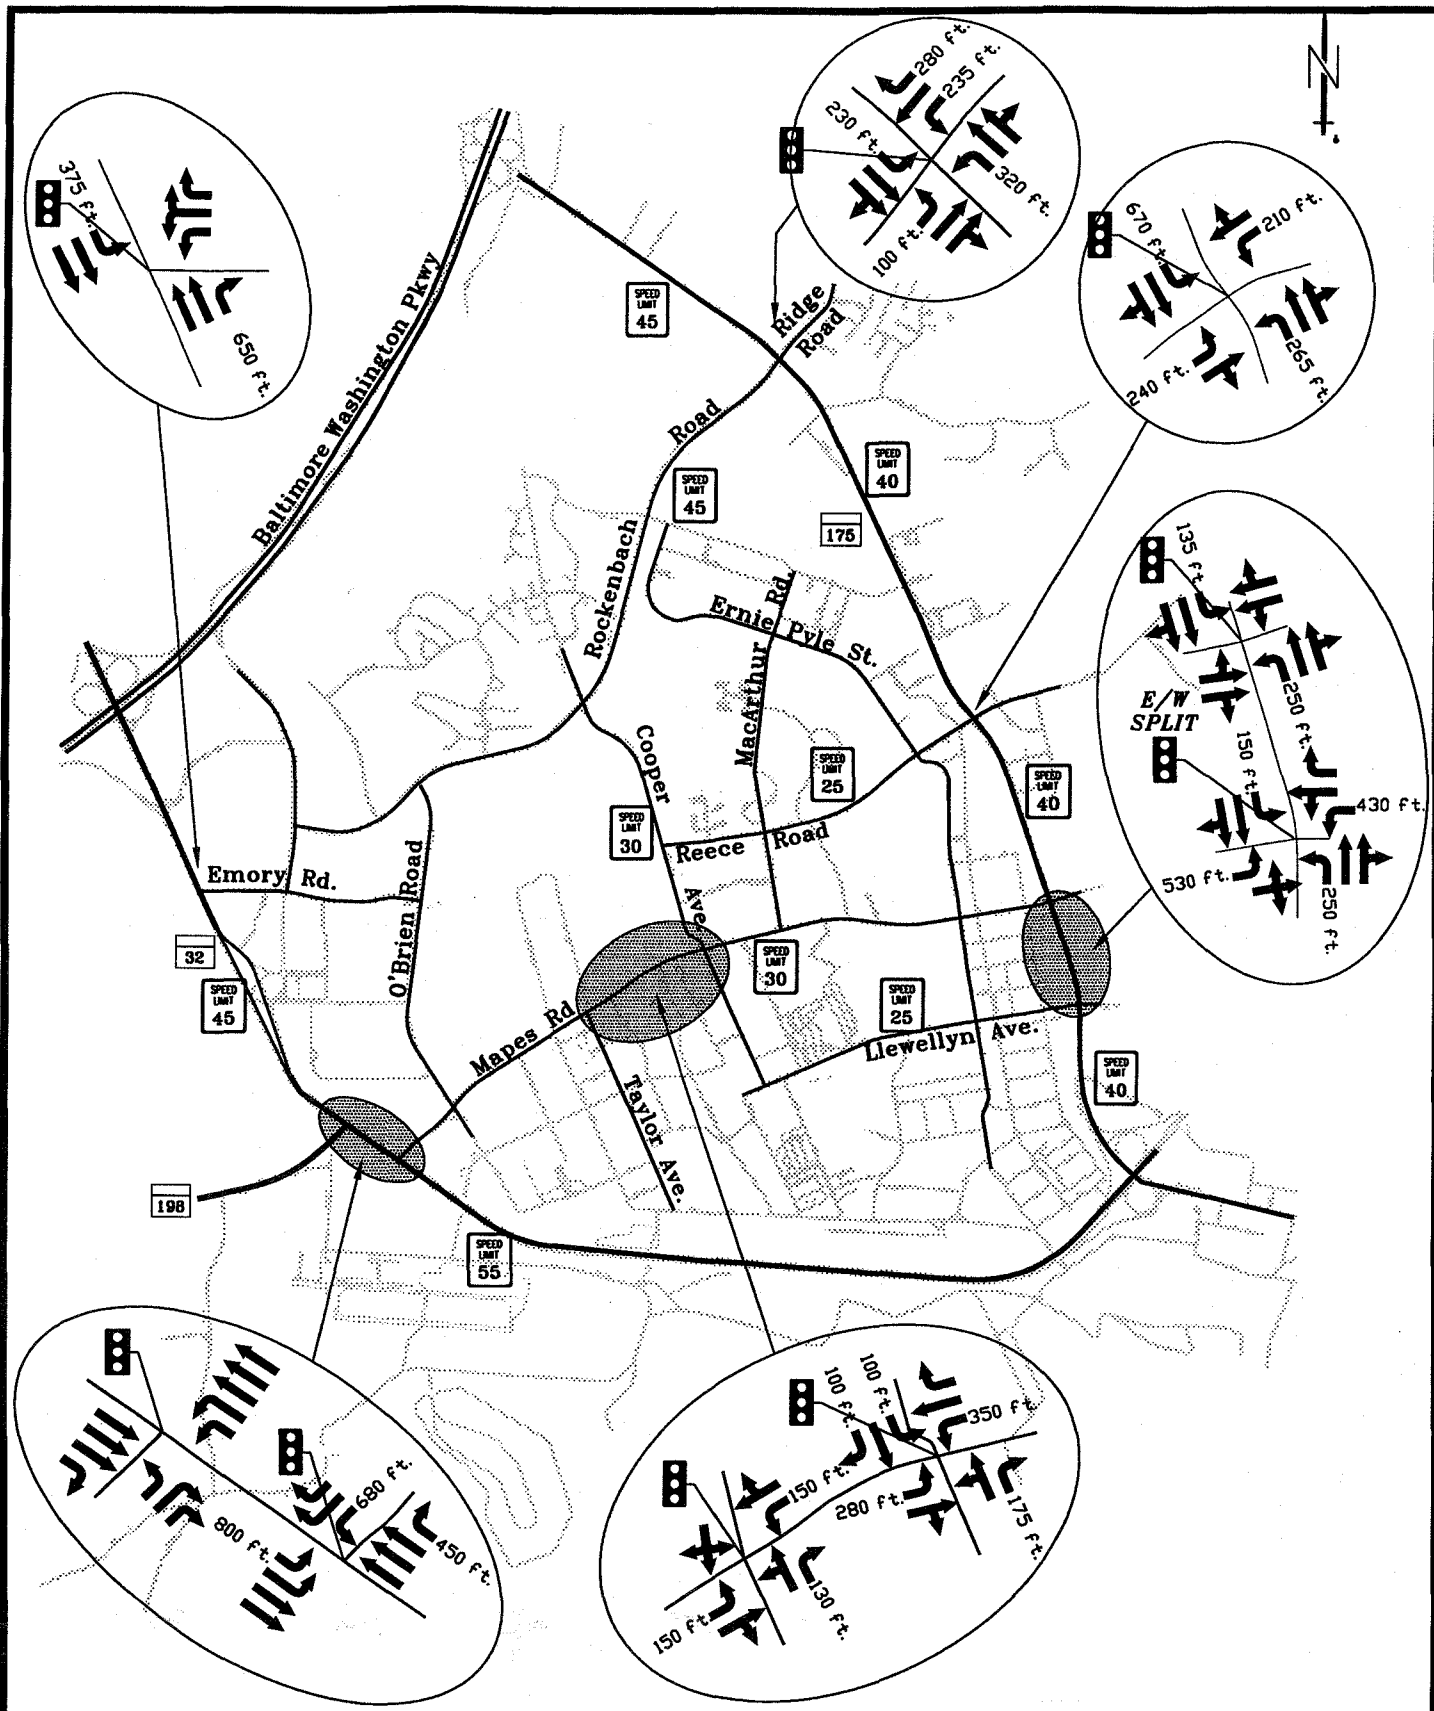 N
280 ft.
235 ft.
230 ft.
320 ft.
100 ft.
375 ft.
650 ft.
670 ft.
210 ft.
240 ft.
265 ft.
Baltimore Washington Pkwy
SPEED
LIMIT
45
Ridge
Road
Rockenbach
Road
SPEED
LIMIT
45
SPEED
LIMIT
40
175
135 ft.
250 ft.
E/W
SPLIT
150 ft.
430 ft.
530 ft.
250 ft.
MacArthur
Rd.
Ernie Pyle St.
Cooper
Ave.
SPEED
LIMIT
25
SPEED
LIMIT
40
SPEED
LIMIT
30
Reece Road
Emory Rd.
O'Brien Road
32
SPEED
LIMIT
45
SPEED
LIMIT
30
SPEED
LIMIT
25
Mapes Rd
Llewellyn Ave.
Taylor Ave.
SPEED
LIMIT
40
198
SPEED
LIMIT
55
680 ft.
800 ft.
450 ft.
100 ft.
100 ft.
350 ft.
150 ft.
280 ft.
175 ft.
130 ft.
150 ft.